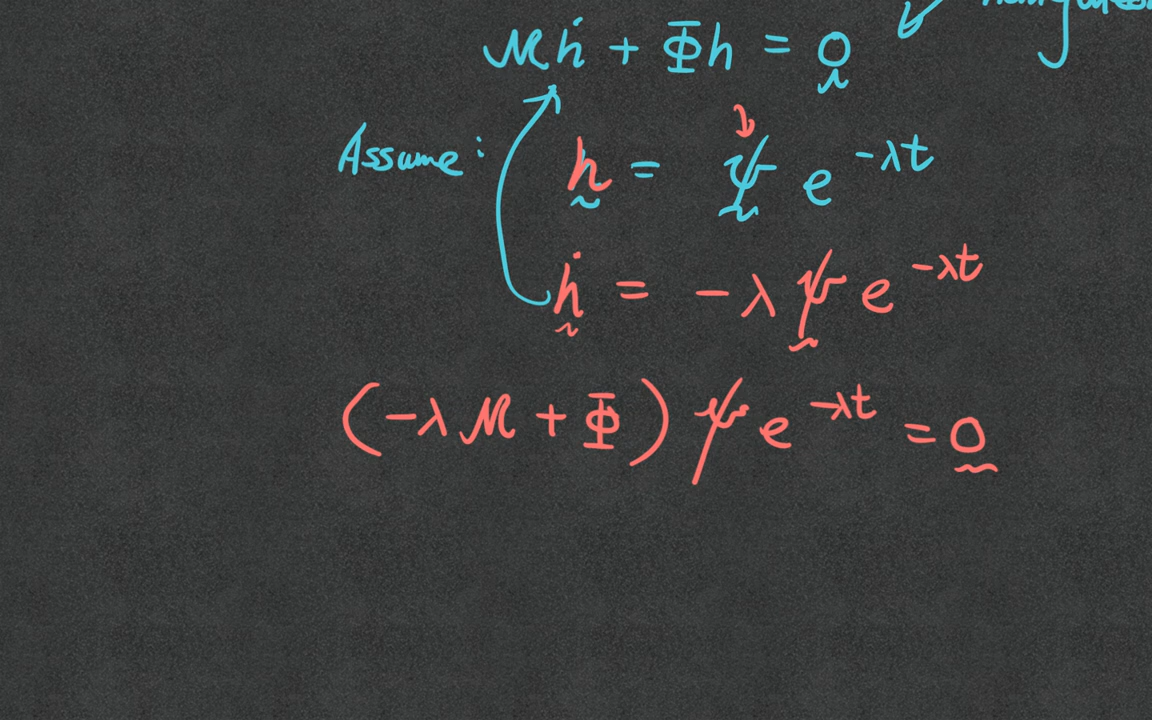 ℳḣ + Φh = 0
Assume : h = ψ e^{-λt}
ḣ = -λ ψ e^{-λt}
(-λℳ + Φ) ψ e^{-λt} = 0